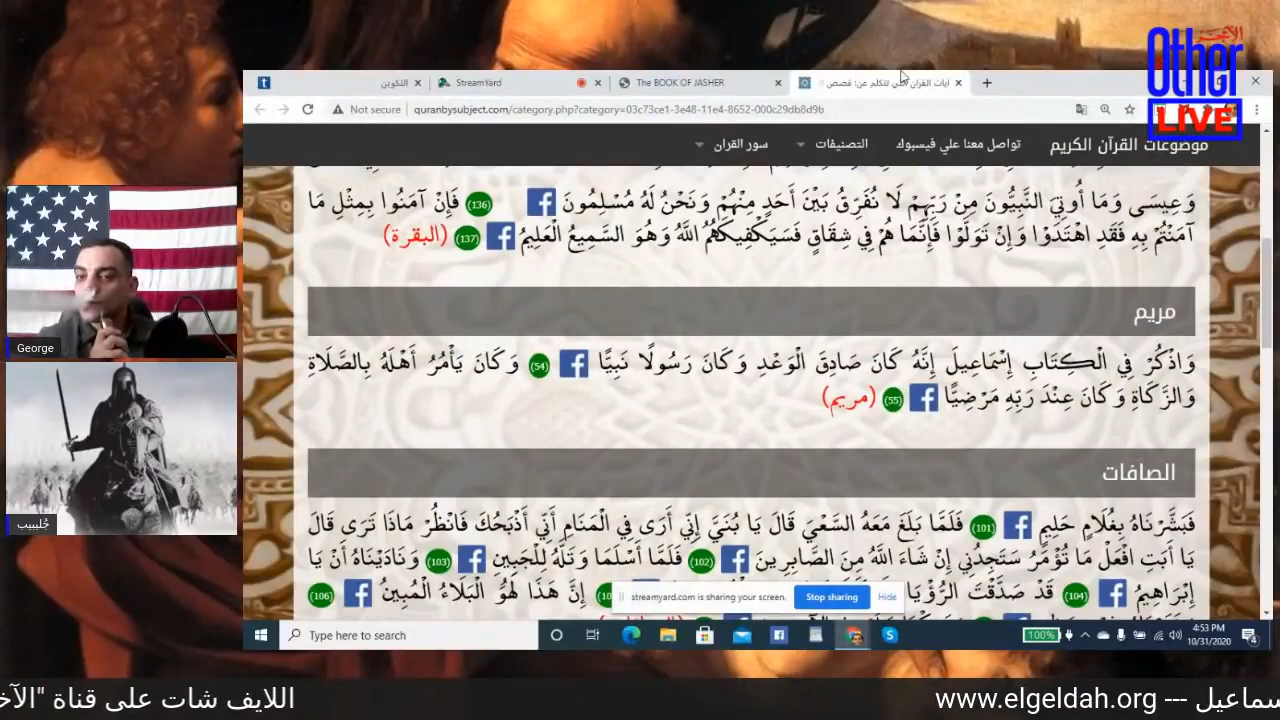 الآخر
Other
LIVE
التكوين
StreamYard
The BOOK OF JASHER
آيات القرآن التي تتكلم عن: قصص
Not secure
quranbysubject.com/category.php?category=03c73ce1-3e48-11e4-8652-000c29db8d9b
موضوعات القرآن الكريم تواصل معنا علي فيسبوك التصنيفات سور القران
وَعِيسَى وَمَا أُوتِيَ النَّبِيُّونَ مِنْ رَبِّهِمْ لَا نُفَرِّقُ بَيْنَ أَحَدٍ مِنْهُمْ وَنَحْنُ لَهُ مُسْلِمُونَ (136) فَإِنْ آمَنُوا بِمِثْلِ مَا
آمَنْتُمْ بِهِ فَقَدِ اهْتَدَوْا وَإِنْ تَوَلَّوْا فَإِنَّمَا هُمْ فِي شِقَاقٍ فَسَيَكْفِيكَهُمُ اللَّهُ وَهُوَ السَّمِيعُ الْعَلِيمُ (137) (البقرة)
مريم
وَاذْكُرْ فِي الْكِتَابِ إِسْمَاعِيلَ إِنَّهُ كَانَ صَادِقَ الْوَعْدِ وَكَانَ رَسُولًا نَبِيًّا (54) وَكَانَ يَأْمُرُ أَهْلَهُ بِالصَّلَاةِ
وَالزَّكَاةِ وَكَانَ عِنْدَ رَبِّهِ مَرْضِيًّا (55) (مريم)
الصافات
فَبَشَّرْنَاهُ بِغُلَامٍ حَلِيمٍ (101) فَلَمَّا بَلَغَ مَعَهُ السَّعْيَ قَالَ يَا بُنَيَّ إِنِّي أَرَى فِي الْمَنَامِ أَنِّي أَذْبَحُكَ فَانْظُرْ مَاذَا تَرَى قَالَ
يَا أَبَتِ افْعَلْ مَا تُؤْمَرُ سَتَجِدُنِي إِنْ شَاءَ اللَّهُ مِنَ الصَّابِرِينَ (102) فَلَمَّا أَسْلَمَا وَتَلَّهُ لِلْجَبِينِ (103) وَنَادَيْنَاهُ أَنْ يَا
إِبْرَاهِيمُ (104) قَدْ صَدَّقْتَ الرُّؤْيَا إِنَّ هَذَا لَهُوَ الْبَلَاءُ الْمُبِينُ (106)
streamyard.com is sharing your screen. Stop sharing Hide
George
جُليبيب
Type here to search
100%
4:53 PM
10/31/2020
4
اللايف شات على قناة "الآخ
www.elgeldah.org --- سماعيل